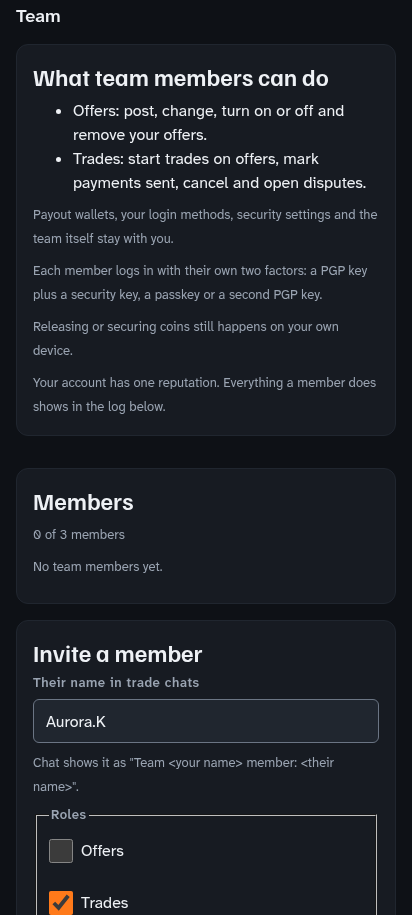 Team
What team members can do
• Offers: post, change, turn on or off and
remove your offers.
• Trades: start trades on offers, mark
payments sent, cancel and open disputes.
Payout wallets, your login methods, security settings and the
team itself stay with you.
Each member logs in with their own two factors: a PGP key
plus a security key, a passkey or a second PGP key.
Releasing or securing coins still happens on your own
device.
Your account has one reputation. Everything a member does
shows in the log below.
Members
0 of 3 members
No team members yet.
Invite a member
Their name in trade chats
Aurora.K
Chat shows it as "Team <your name> member: <their
name>".
Roles
Offers
Trades